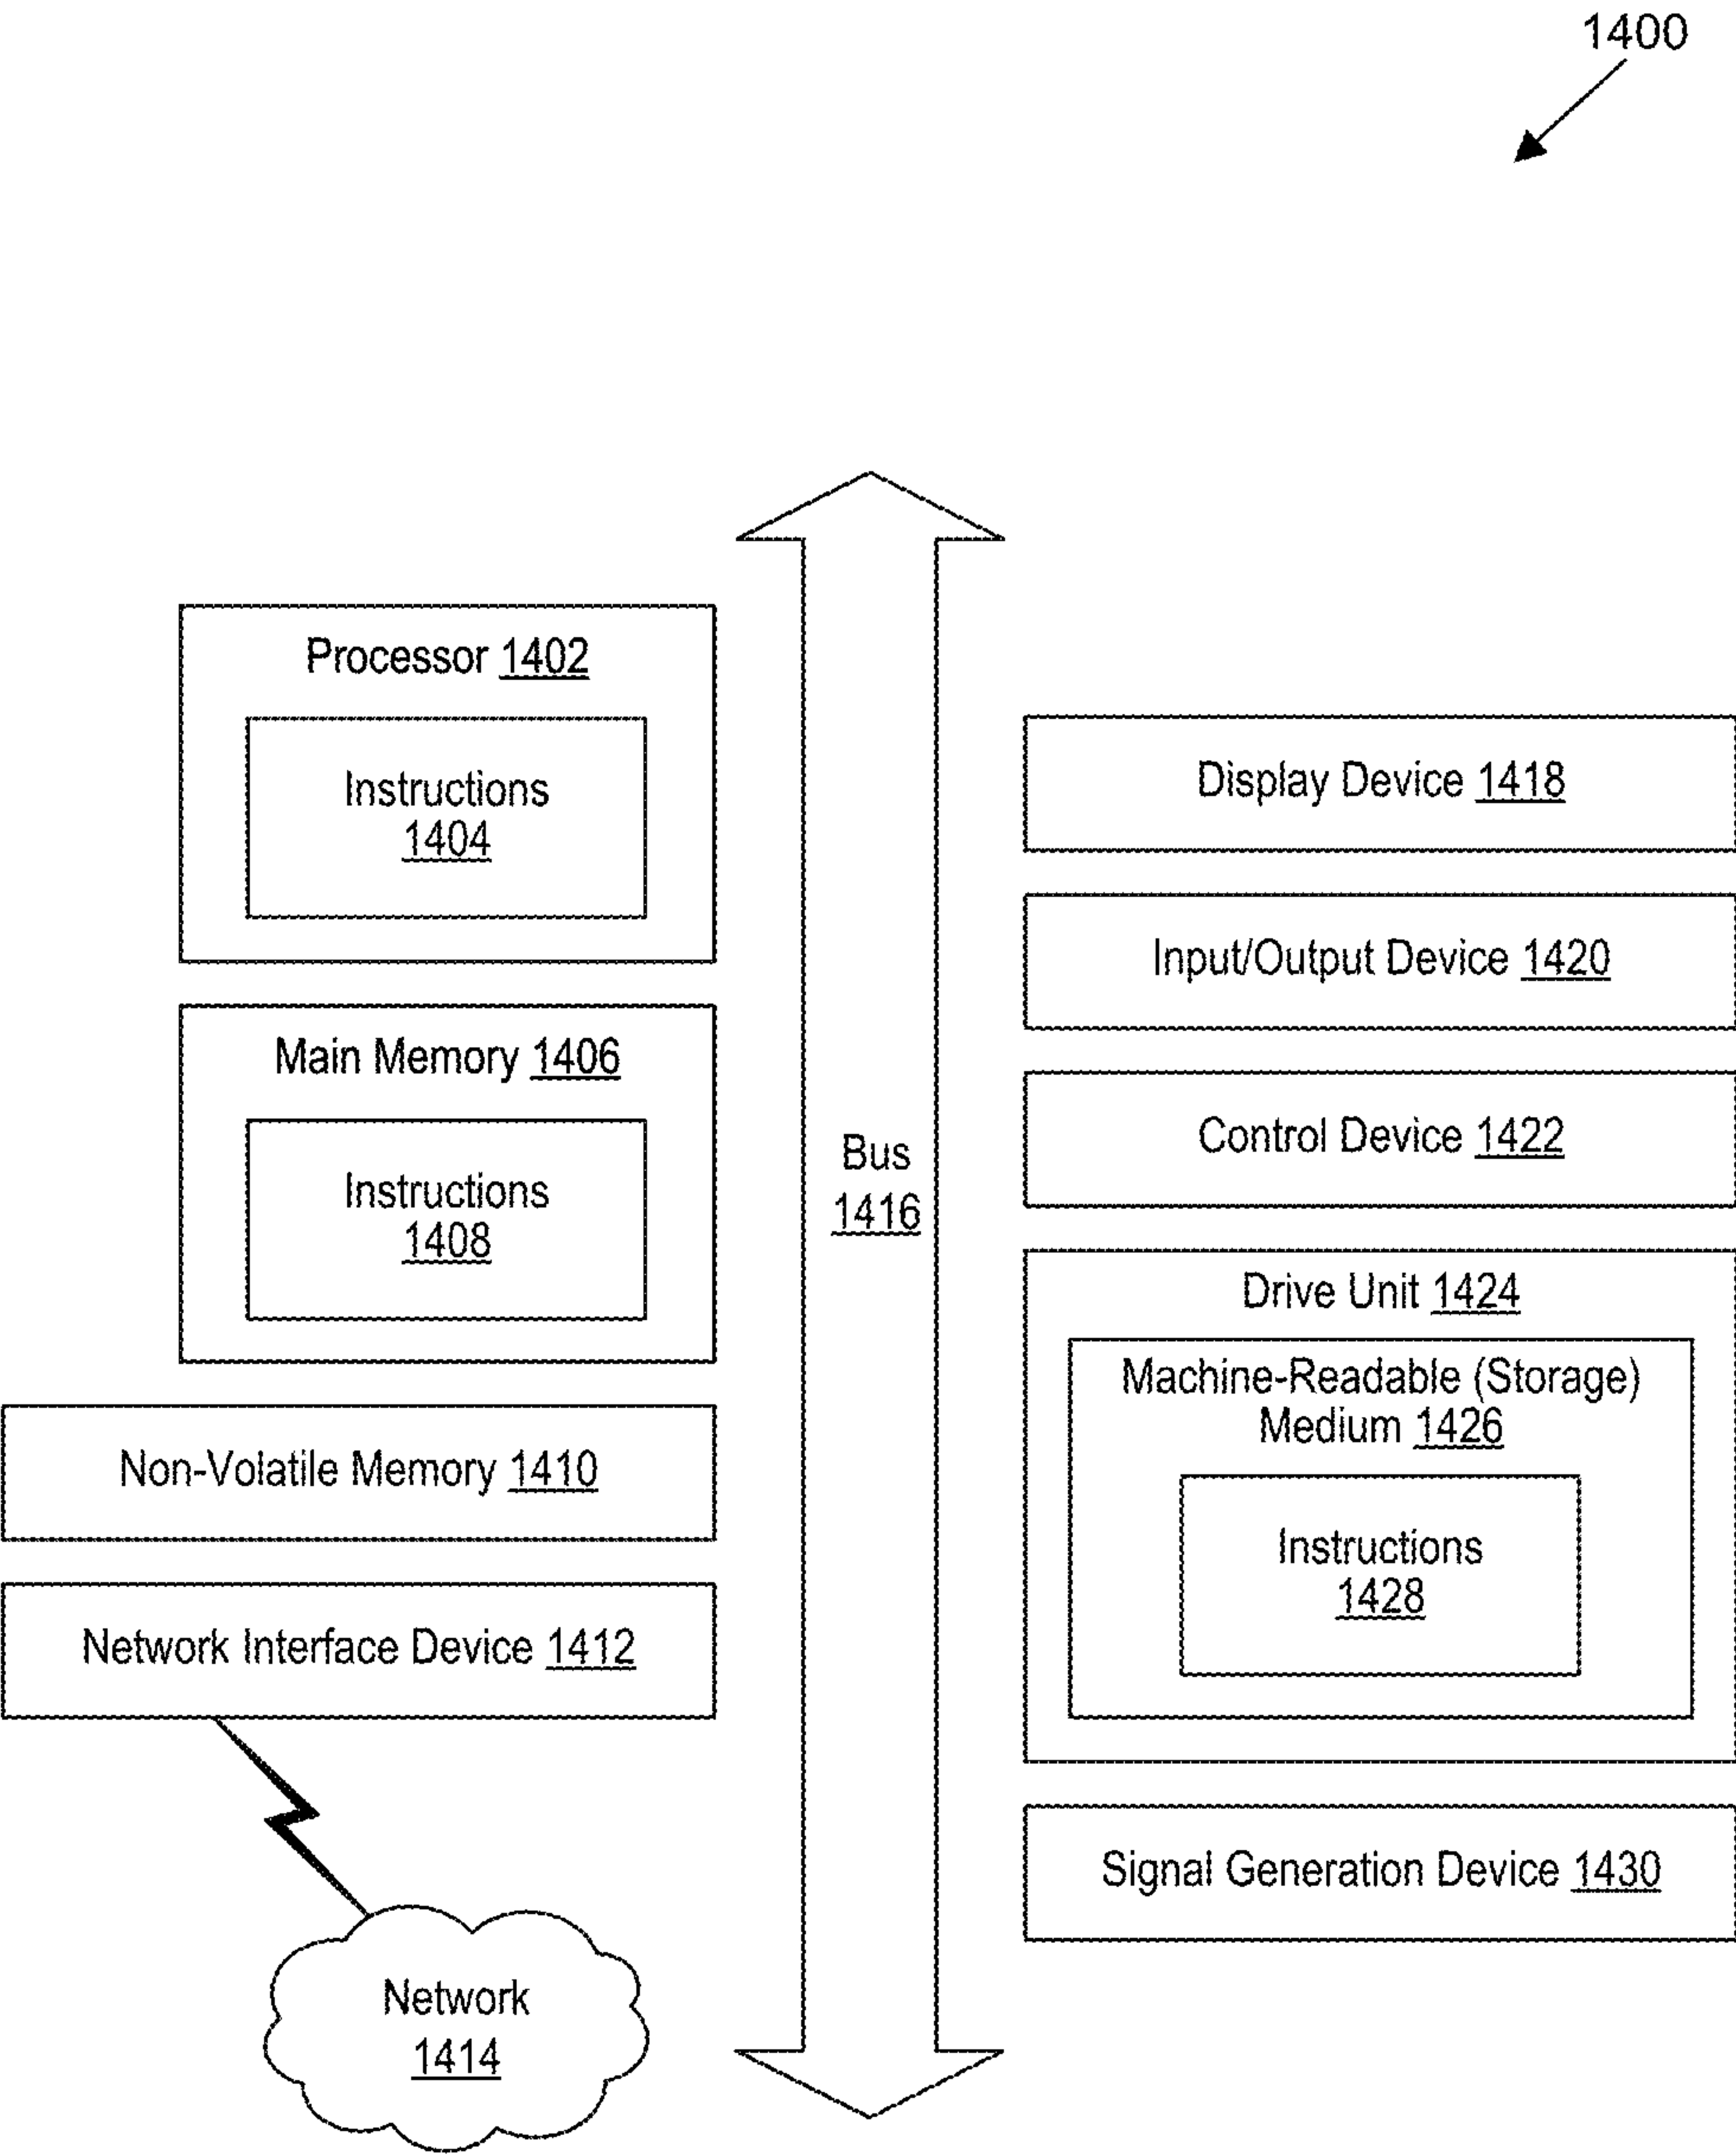 1400
Processor 1402
Instructions
1404
Main Memory 1406
Instructions
1408
Non-Volatile Memory 1410
Network Interface Device 1412
Network
1414
Bus
1416
Display Device 1418
Input/Output Device 1420
Control Device 1422
Drive Unit 1424
Machine-Readable (Storage)
Medium 1426
Instructions
1428
Signal Generation Device 1430